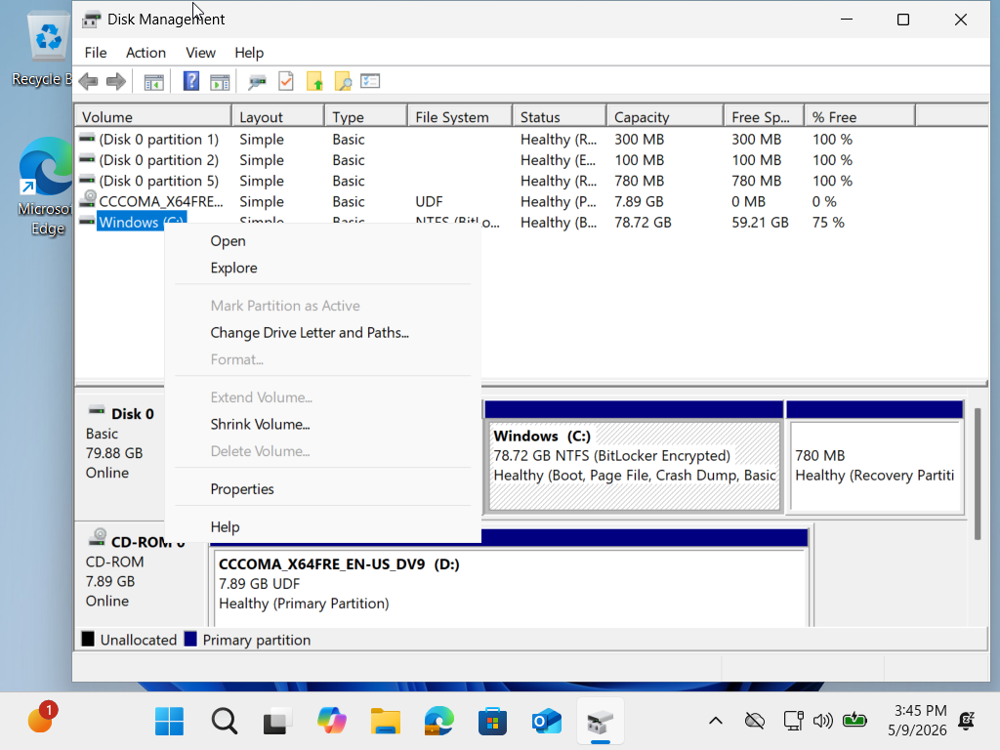 Disk Management
File Action View Help
Volume Layout Type File System Status Capacity Free Sp... % Free
(Disk 0 partition 1) Simple Basic Healthy (R... 300 MB 300 MB 100 %
(Disk 0 partition 2) Simple Basic Healthy (E... 100 MB 100 MB 100 %
(Disk 0 partition 5) Simple Basic Healthy (R... 780 MB 780 MB 100 %
CCCOMA_X64FRE... Simple Basic UDF Healthy (P... 7.89 GB 0 MB 0 %
Windows (C:) Simple Basic NTFS (BitLo... Healthy (B... 78.72 GB 59.21 GB 75 %
Recycle B
Microsof
Edge
Open
Explore
Mark Partition as Active
Change Drive Letter and Paths...
Format...
Extend Volume...
Shrink Volume...
Delete Volume...
Properties
Help
Disk 0
Basic
79.88 GB
Online
Windows (C:)
78.72 GB NTFS (BitLocker Encrypted)
Healthy (Boot, Page File, Crash Dump, Basic
780 MB
Healthy (Recovery Partiti
CD-ROM 0
CD-ROM
7.89 GB
Online
CCCOMA_X64FRE_EN-US_DV9 (D:)
7.89 GB UDF
Healthy (Primary Partition)
Unallocated Primary partition
1
3:45 PM
5/9/2026